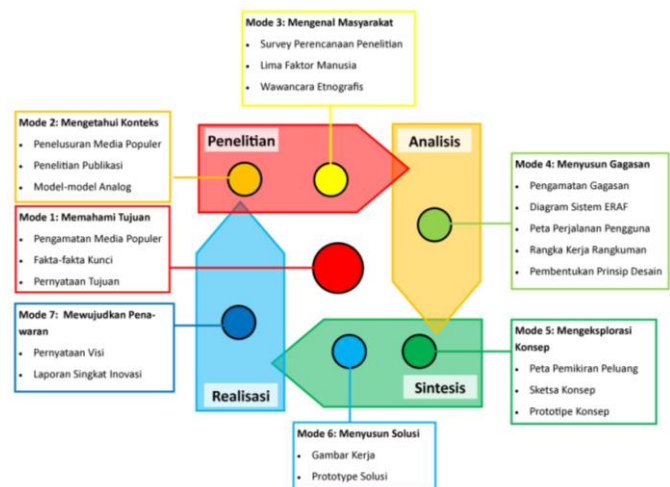 Mode 3: Mengenal Masyarakat
• Survey Perencanaan Penelitian
• Lima Faktor Manusia
• Wawancara Etnografis
Mode 2: Mengetahui Konteks
• Penelusuran Media Populer
• Penelitian Publikasi
• Model-model Analog
Penelitian
Analisis
Mode 4: Menyusun Gagasan
• Pengamatan Gagasan
• Diagram Sistem ERAF
• Peta Perjalanan Pengguna
• Rangka Kerja Rangkuman
• Pembentukan Prinsip Desain
Mode 1: Memahami Tujuan
• Pengamatan Media Populer
• Fakta-fakta Kunci
• Pernyataan Tujuan
Mode 7: Mewujudkan Pena-
waran
• Pernyataan Visi
• Laporan Singkat Inovasi
Realisasi
Sintesis
Mode 5: Mengeksplorasi
Konsep
• Peta Pemikiran Peluang
• Sketsa Konsep
• Prototipe Konsep
Mode 6: Menyusun Solusi
• Gambar Kerja
• Prototype Solusi